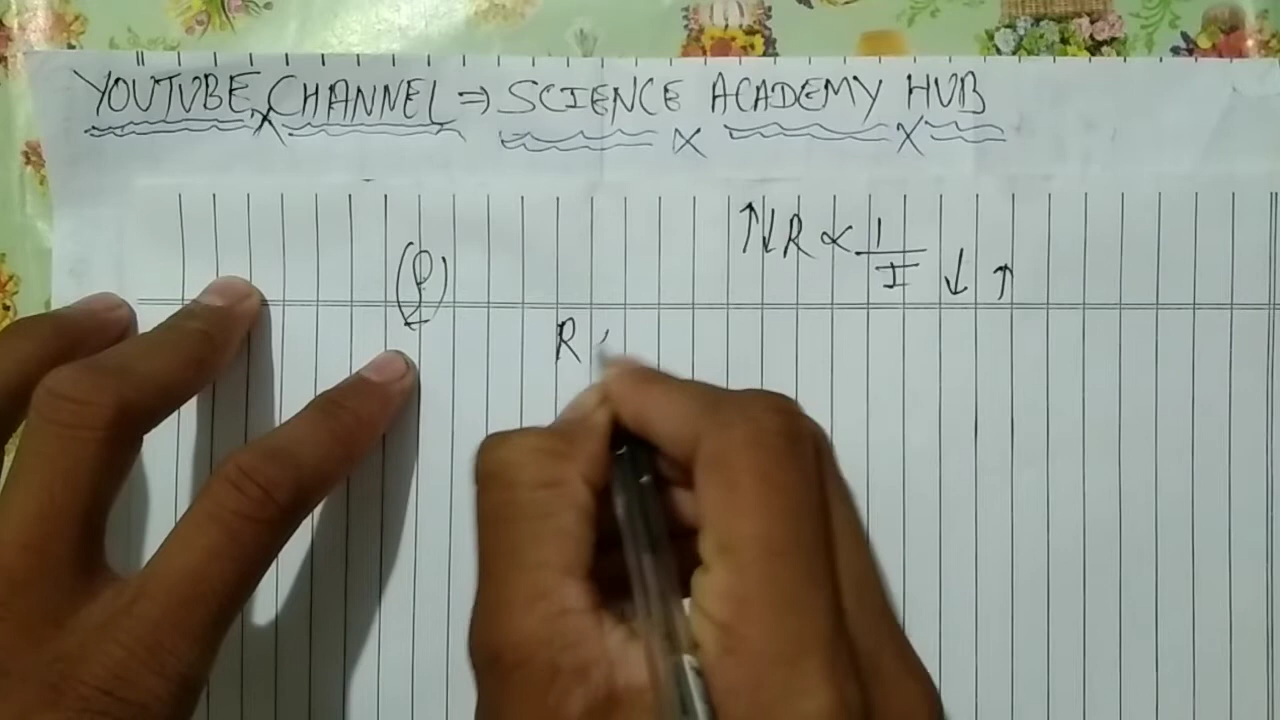 YOUTUBE CHANNEL ⇒ SCIENCE ACADEMY HUB
↑↓ R ∝ 1/I ↓ ↑
(l)
R